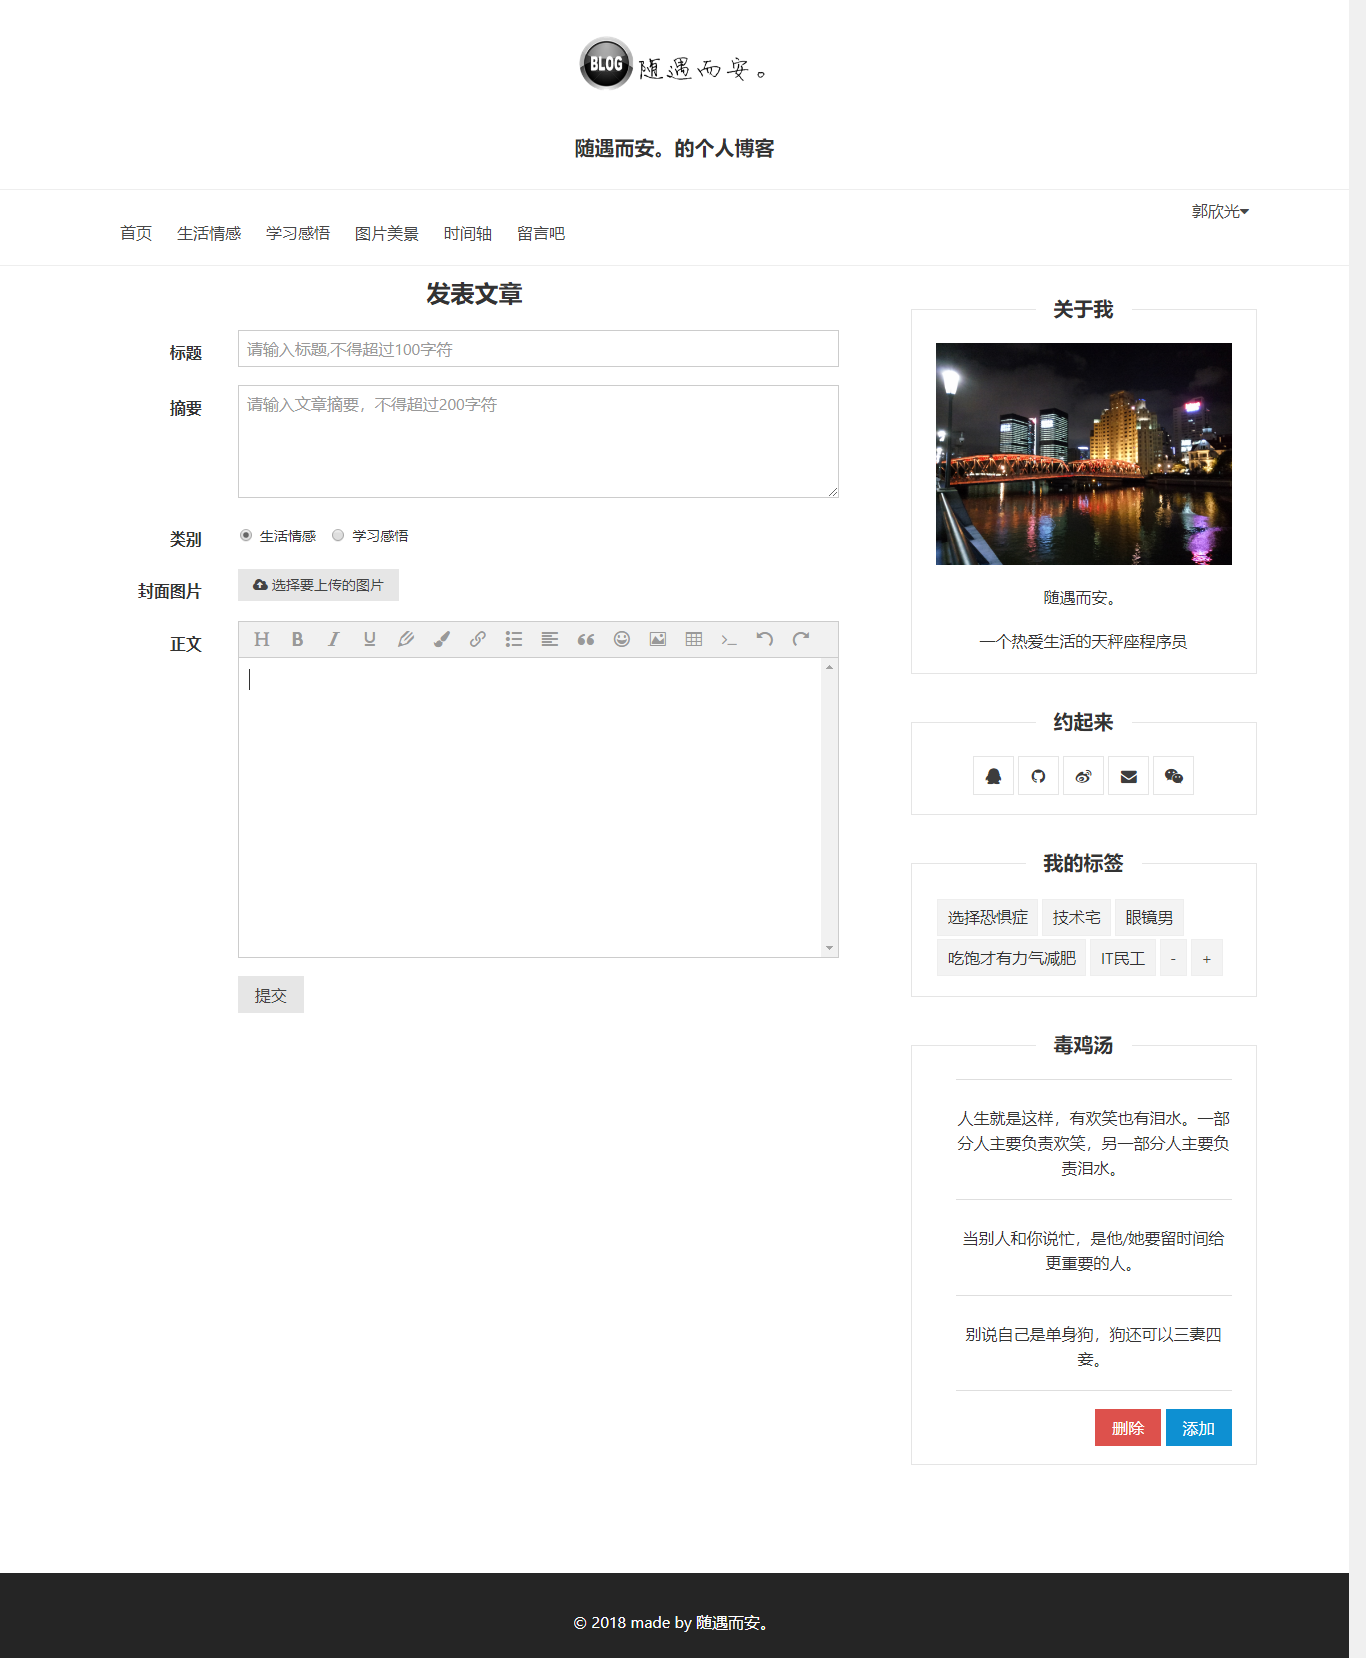 BLOG 随遇而安。
随遇而安。的个人博客
郭欣光
首页 生活情感 学习感悟 图片美景 时间轴 留言吧
发表文章
标题
请输入标题,不得超过100字符
摘要
请输入文章摘要，不得超过200字符
类别
生活情感 学习感悟
封面图片
选择要上传的图片
正文
提交
关于我
随遇而安。
一个热爱生活的天秤座程序员
约起来
我的标签
选择恐惧症 技术宅 眼镜男
吃饱才有力气减肥 IT民工 - +
毒鸡汤
人生就是这样，有欢笑也有泪水。一部
分人主要负责欢笑，另一部分人主要负
责泪水。
当别人和你说忙，是他/她要留时间给
更重要的人。
别说自己是单身狗，狗还可以三妻四
妾。
删除 添加
© 2018 made by 随遇而安。